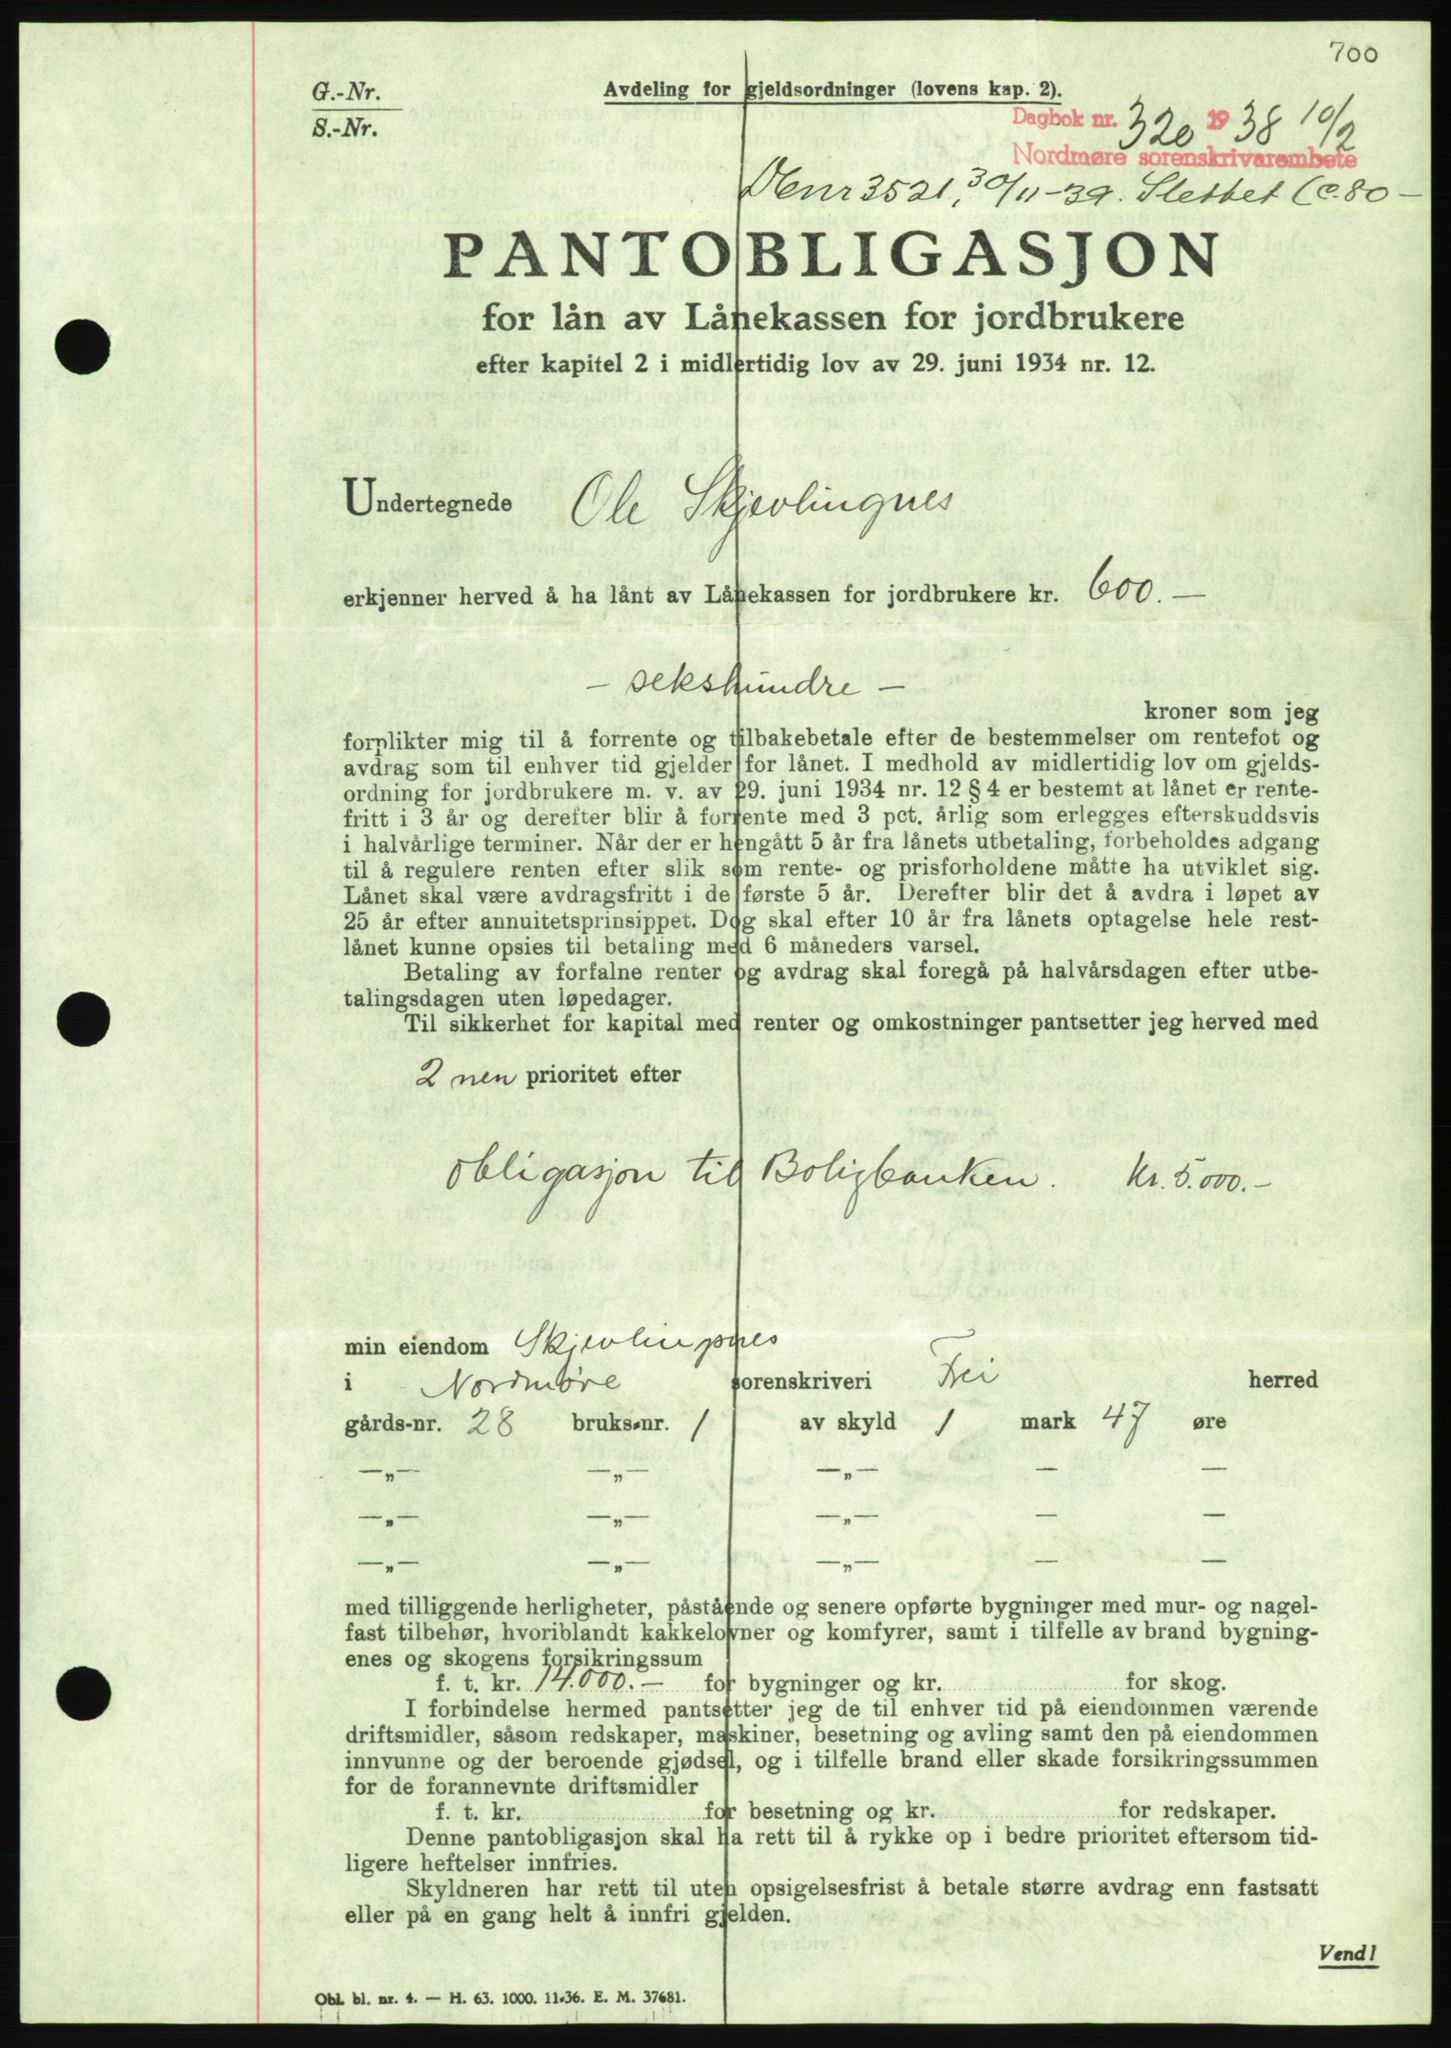 700
G.-Nr.
S.-Nr.
Avdeling for gjeldsordninger (lovens kap. 2).
Dagbok nr. 320 1938 10/2
Nordmøre sorenskrivarembete
3521, 30/11-39. Slettet
PANTOBLIGASJON
for lån av Lånekassen for jordbrukere
efter kapitel 2 i midlertidig lov av 29. juni 1934 nr. 12.
Undertegnede Ole Skjevlingnes
erkjenner herved å ha lånt av Lånekassen for jordbrukere kr. 600. —
— sekshundre —
kroner som jeg
forplikter mig til å forrente og tilbakebetale efter de bestemmelser om rentefot og
avdrag som til enhver tid gjelder for lånet. I medhold av midlertidig lov om gjelds-
ordning for jordbrukere m. v. av 29. juni 1934 nr. 12 § 4 er bestemt at lånet er rente-
fritt i 3 år og derefter blir å forrente med 3 pct. årlig som erlegges efterskuddsvis
i halvårlige terminer. Når der er hengått 5 år fra lånets utbetaling, forbeholdes adgang
til å regulere renten efter slik som rente- og prisforholdene måtte ha utviklet sig.
Lånet skal være avdragsfritt i de første 5 år. Derefter blir det å avdra i løpet av
25 år efter annuitetsprinsippet. Dog skal efter 10 år fra lånets optagelse hele rest-
lånet kunne opsies til betaling med 6 måneders varsel.
Betaling av forfalne renter og avdrag skal foregå på halvårsdagen efter utbe-
talingsdagen uten løpedager.
Til sikkerhet for kapital med renter og omkostninger pantsetter jeg herved med
2 nen prioritet efter
obligasjon til Boligbanken. Kr. 5.000.-
min eiendom Skjevlingnes
i Nordmøre sorenskriveri Frei herred
gårds-nr. 28 bruks-nr. 1 av skyld 1 mark 47 øre
—„— —„— —„— — —
—„— —„— —„— — —
—„— —„— —„— — —
med tilliggende herligheter, påstående og senere opførte bygninger med mur- og nagel-
fast tilbehør, hvoriblandt kakkelovner og komfyrer, samt i tilfelle av brand bygning-
enes og skogens forsikringssum
f. t. kr. 14.000.— for bygninger og kr. for skog.
I forbindelse hermed pantsetter jeg de til enhver tid på eiendommen værende
driftsmidler, såsom redskaper, maskiner, besetning og avling samt den på eiendommen
innvunne og der beroende gjødsel, og i tilfelle brand eller skade forsikringssummen
for de forannevnte driftsmidler
f. t. kr. for besetning og kr. for redskaper.
Denne pantobligasjon skal ha rett til å rykke op i bedre prioritet eftersom tid-
ligere heftelser innfries.
Skyldneren har rett til uten opsigelsesfrist å betale større avdrag enn fastsatt
eller på en gang helt å innfri gjelden.
Vend!
Obl. bl. nr. 4. — H. 63. 1000. 11-36. E. M. 37681.